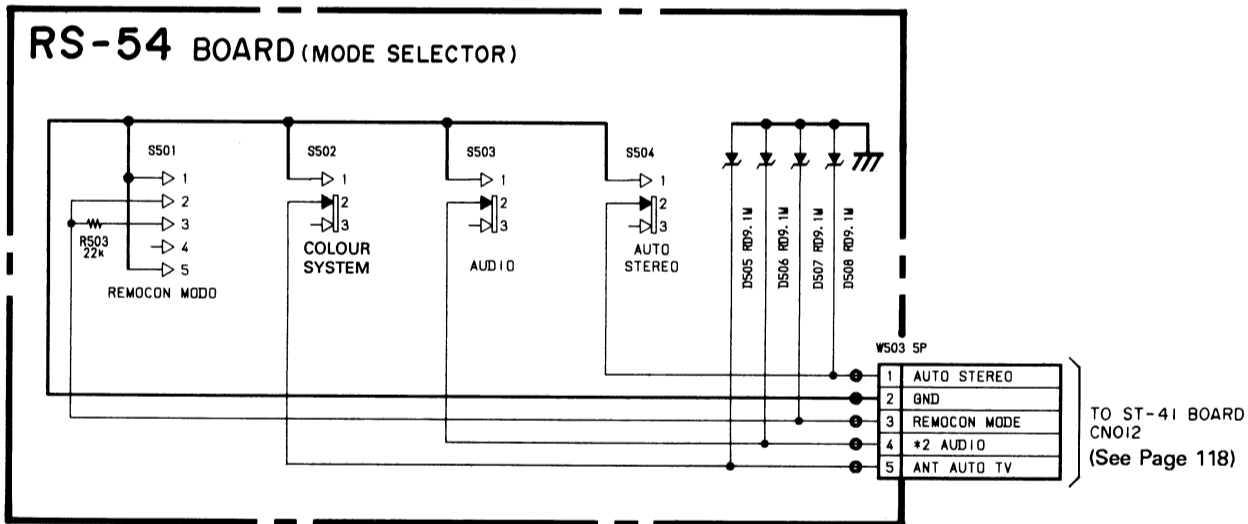 RS-54 BOARD (MODE SELECTOR)
S501
1
2
3
4
5
R503
22K
REMOCON MODO
S502
1
2
3
COLOUR
SYSTEM
S503
1
2
3
AUDIO
S504
1
2
3
AUTO
STEREO
D505 RD9.1M
D506 RD9.1M
D507 RD9.1M
D508 RD9.1M
W503 5P
1 AUTO STEREO
2 GND
3 REMOCON MODE
4 *2 AUDIO
5 ANT AUTO TV
TO ST-41 BOARD
CN012
(See Page 118)